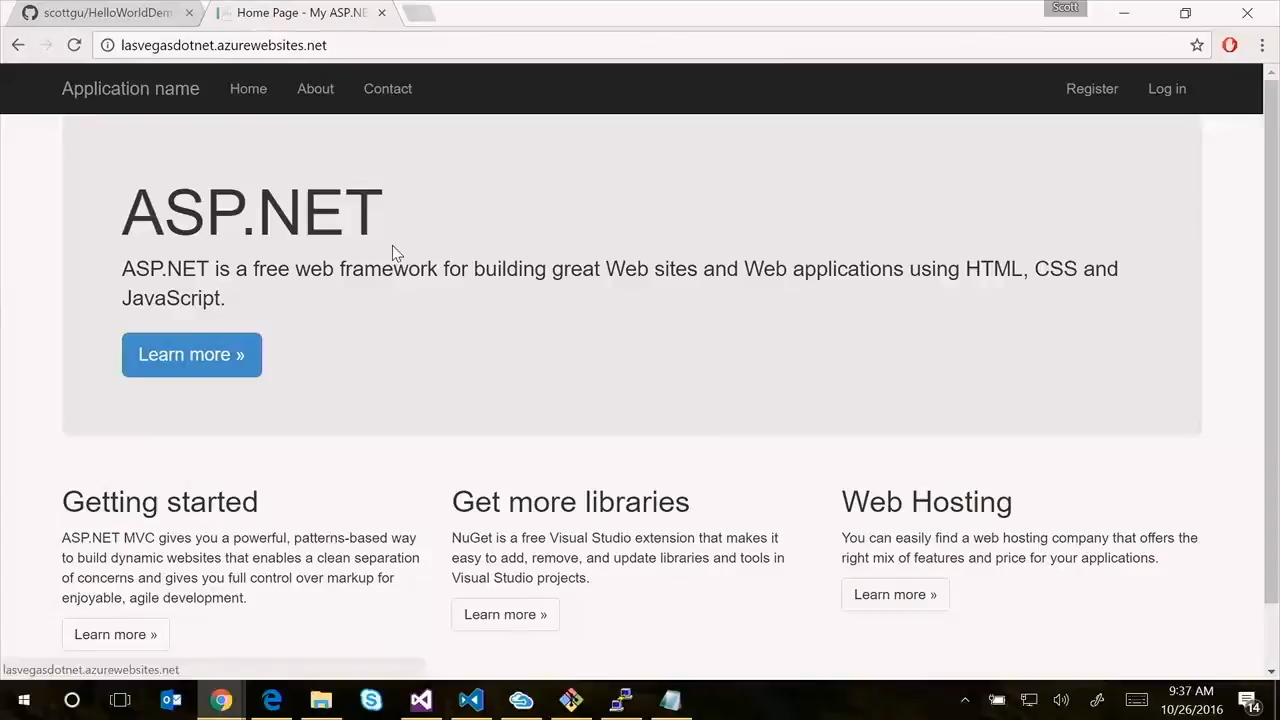 scottgu/HelloWorldDem
Home Page - My ASP.NE
Scott
lasvegasdotnet.azurewebsites.net
Application name
Home
About
Contact
Register
Log in
ASP.NET
ASP.NET is a free web framework for building great Web sites and Web applications using HTML, CSS and
JavaScript.
Learn more »
Getting started
ASP.NET MVC gives you a powerful, patterns-based way
to build dynamic websites that enables a clean separation
of concerns and gives you full control over markup for
enjoyable, agile development.
Learn more »
Get more libraries
NuGet is a free Visual Studio extension that makes it
easy to add, remove, and update libraries and tools in
Visual Studio projects.
Learn more »
Web Hosting
You can easily find a web hosting company that offers the
right mix of features and price for your applications.
Learn more »
lasvegasdotnet.azurewebsites.net
9:37 AM
10/26/2016
14